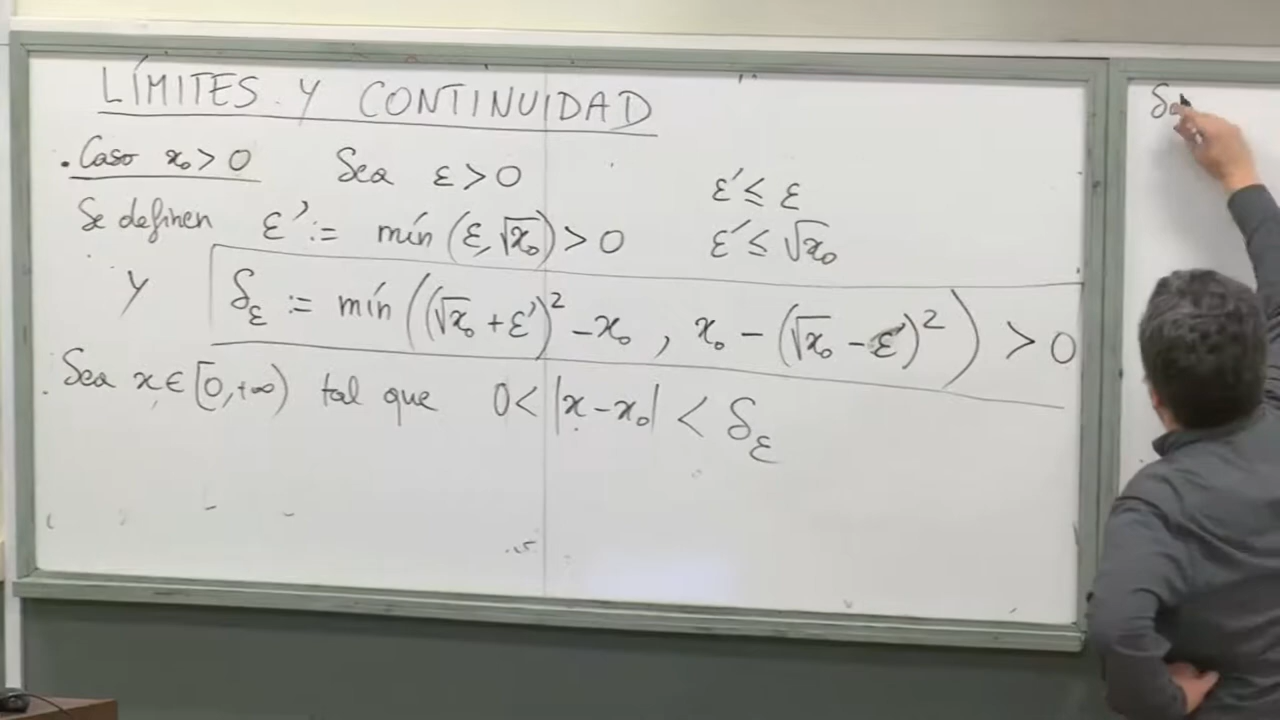 LÍMITES Y CONTINUIDAD
. Caso x₀ > 0 Sea ε > 0 ε' ≤ ε
Se definen ε' := mín (ε, √x₀) > 0 ε' ≤ √x₀
y δ_ε := mín ((√x₀ + ε')² - x₀ , x₀ - (√x₀ - ε')²) > 0
. Sea x ∈ [0, +∞) tal que 0 < |x - x₀| < δ_ε